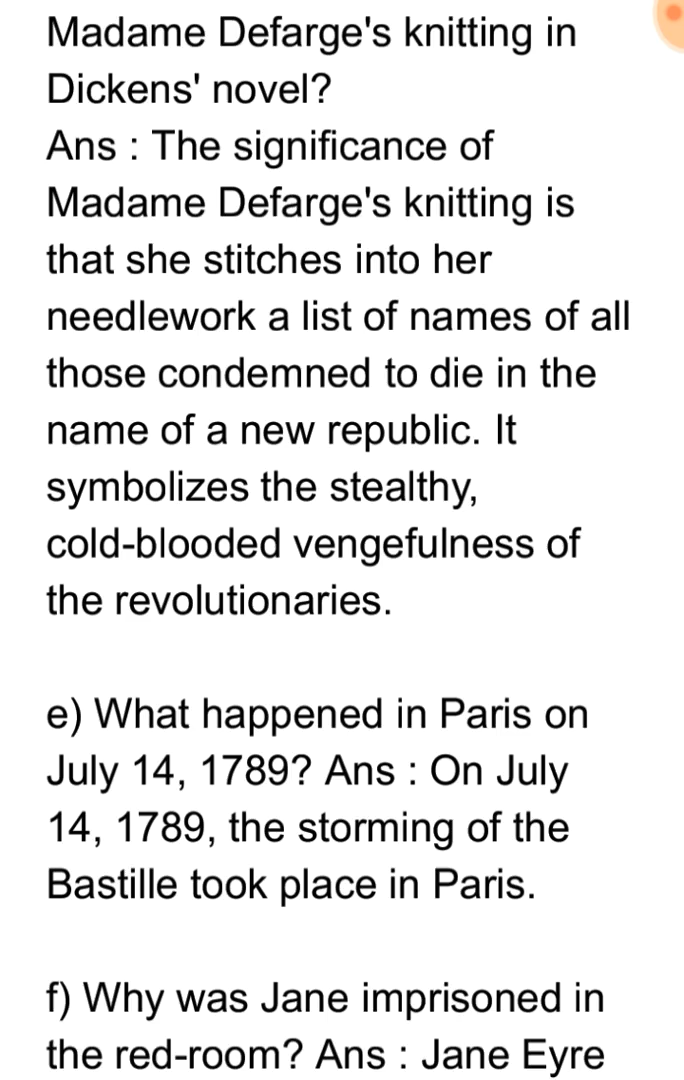 Madame Defarge's knitting in
Dickens' novel?
Ans : The significance of
Madame Defarge's knitting is
that she stitches into her
needlework a list of names of all
those condemned to die in the
name of a new republic. It
symbolizes the stealthy,
cold-blooded vengefulness of
the revolutionaries.
e) What happened in Paris on
July 14, 1789? Ans : On July
14, 1789, the storming of the
Bastille took place in Paris.
f) Why was Jane imprisoned in
the red-room? Ans : Jane Eyre